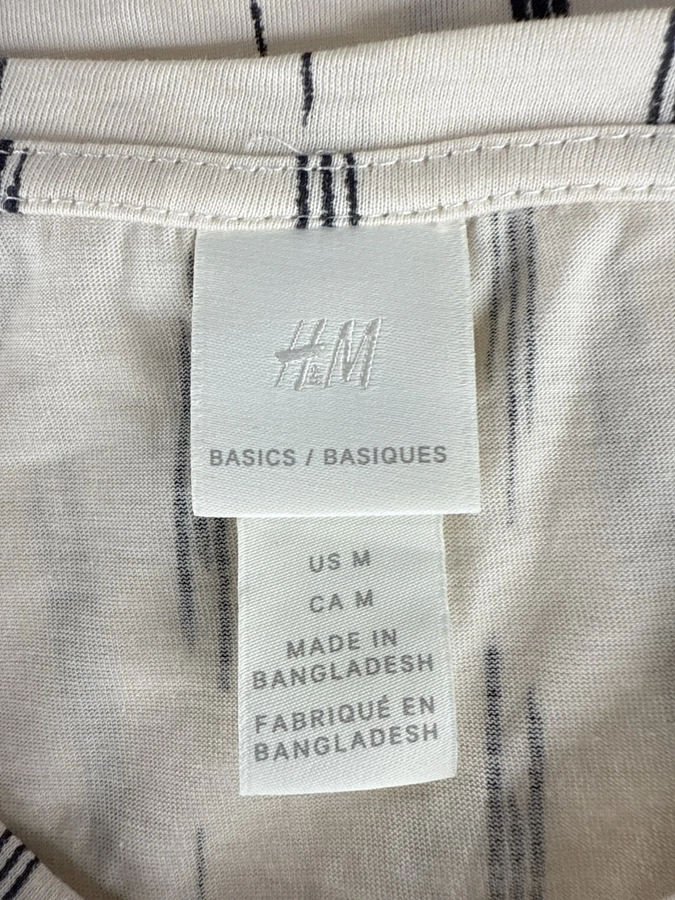 H&M
BASICS / BASIQUES
US M
CA M
MADE IN
BANGLADESH
FABRIQUÉ EN
BANGLADESH